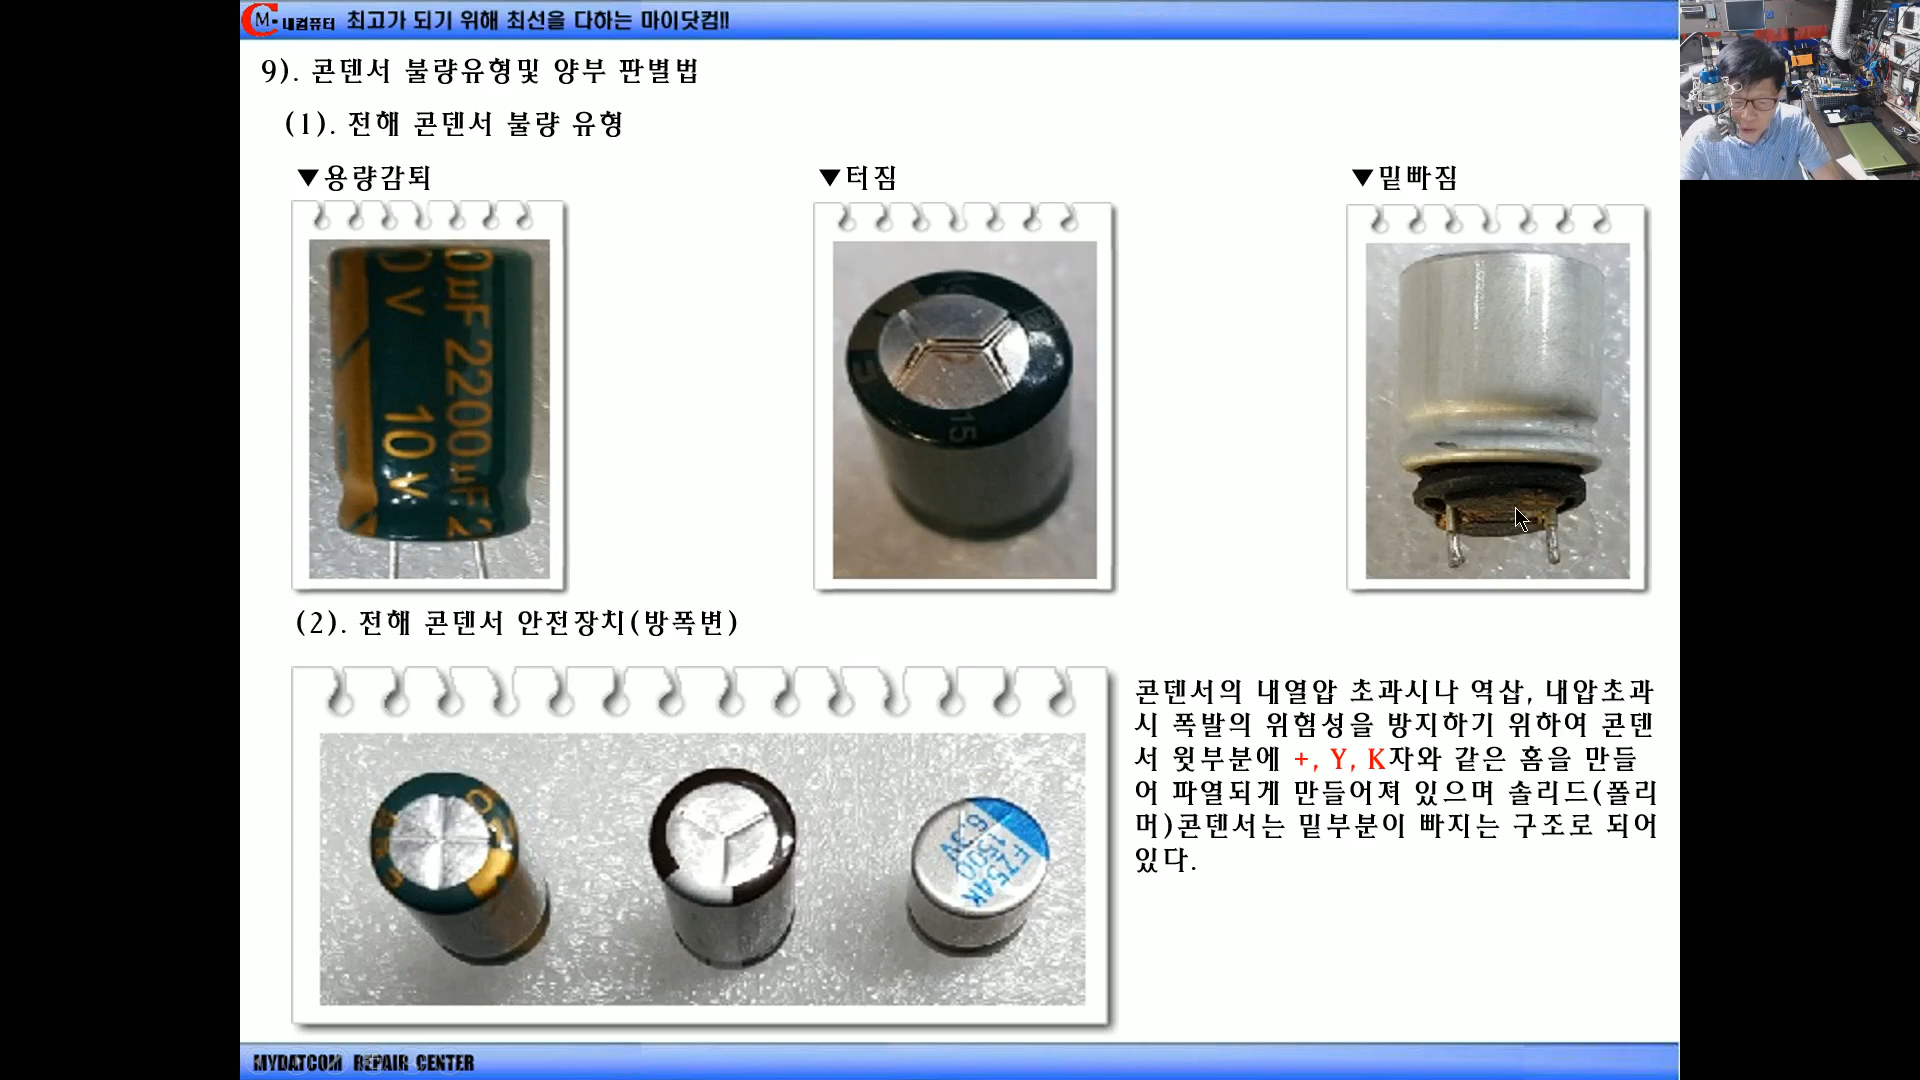 CM. 내컴퓨터 최고가 되기 위해 최선을 다하는 마이닷컴!!
9). 콘덴서 불량유형및 양부 판별법
(1). 전해 콘덴서 불량 유형
▼용량감퇴
▼터짐
▼밑빠짐
0µF 2200µF 2
0V 10V
15
(2). 전해 콘덴서 안전장치(방폭변)
콘덴서의 내열압 초과시나 역삽, 내압초과
시 폭발의 위험성을 방지하기 위하여 콘덴
서 윗부분에 +, Y, K자와 같은 홈을 만들
어 파열되게 만들어져 있으며 솔리드(폴리
머)콘덴서는 밑부분이 빠지는 구조로 되어
있다.
FZ54K
1500
6.3V
MYDATCOM REPAIR CENTER